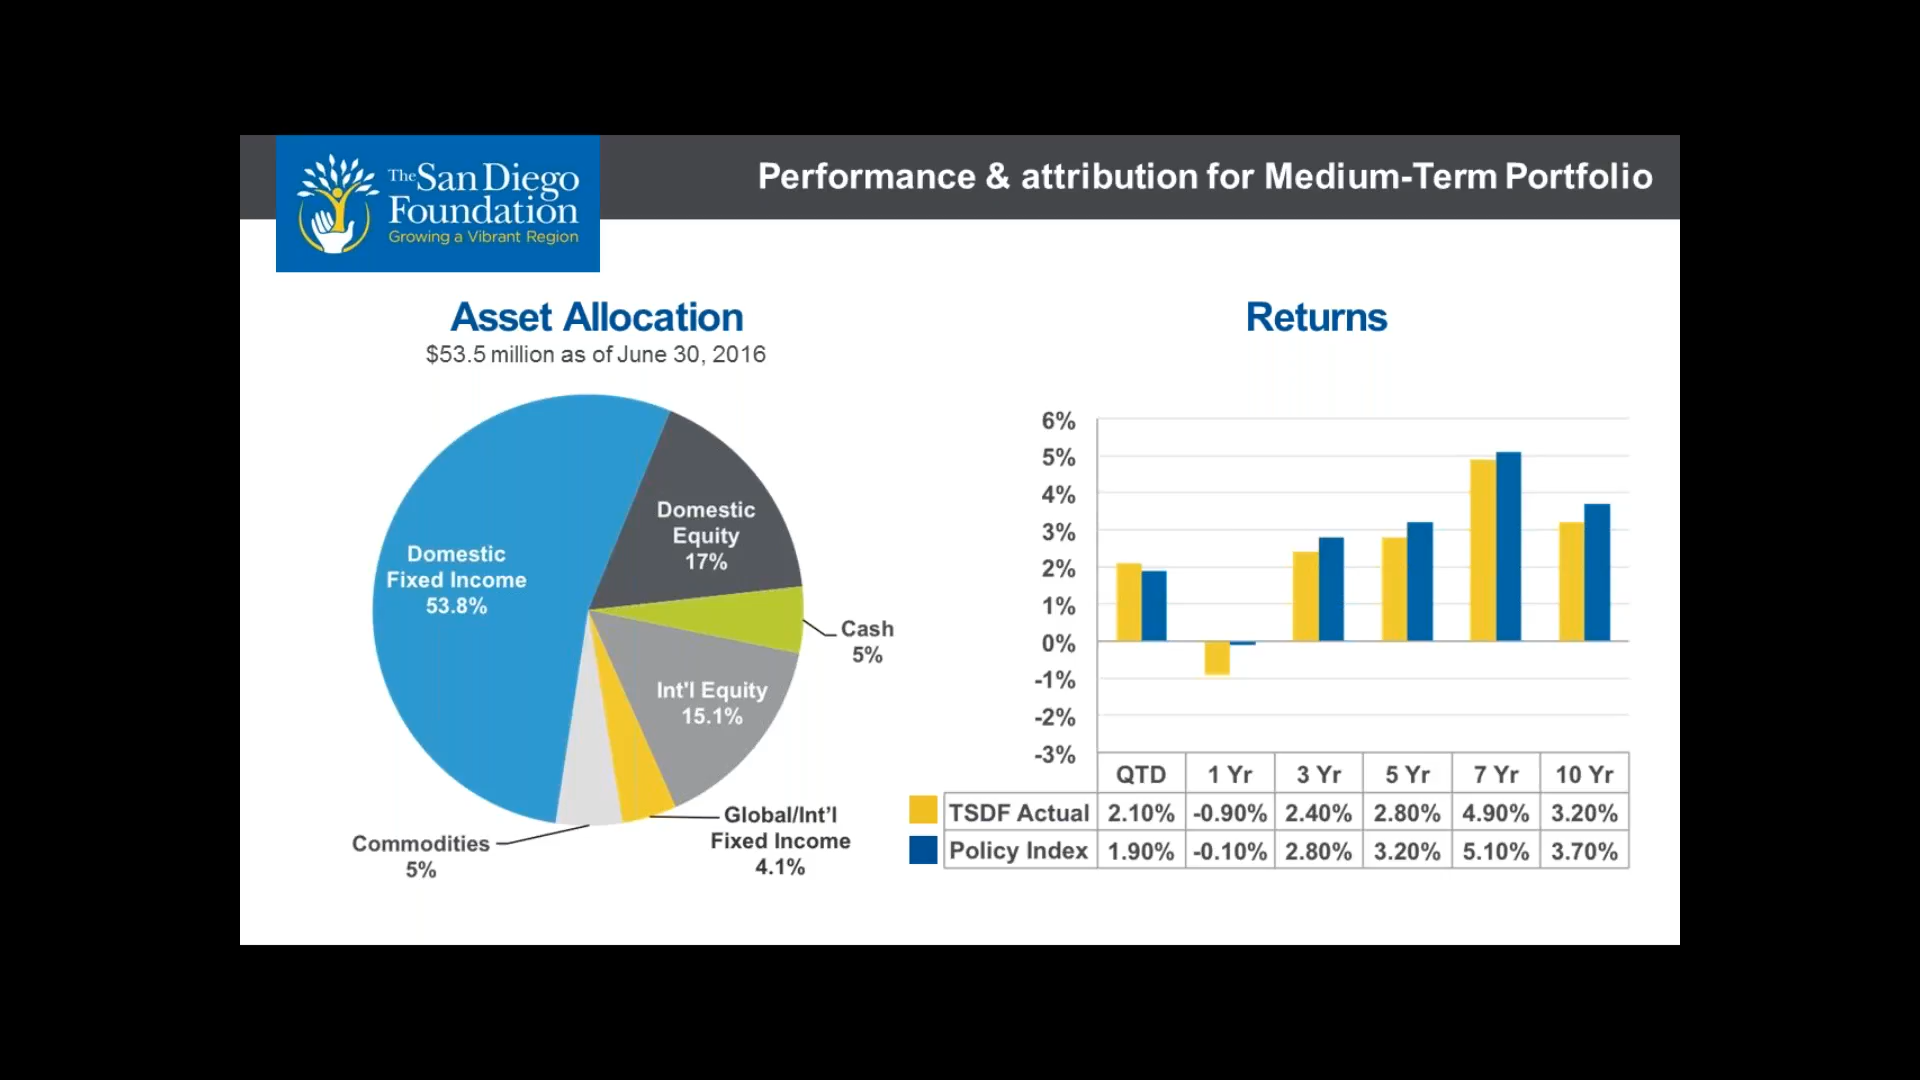 The San Diego
Foundation
Growing a Vibrant Region
Performance & attribution for Medium-Term Portfolio
Asset Allocation
$53.5 million as of June 30, 2016
Domestic
Fixed Income
53.8%
Domestic
Equity
17%
Cash
5%
Int'l Equity
15.1%
Global/Int’l
Fixed Income
4.1%
Commodities
5%
Returns
6%
5%
4%
3%
2%
1%
0%
-1%
-2%
-3%
QTD 1 Yr 3 Yr 5 Yr 7 Yr 10 Yr
TSDF Actual 2.10% -0.90% 2.40% 2.80% 4.90% 3.20%
Policy Index 1.90% -0.10% 2.80% 3.20% 5.10% 3.70%